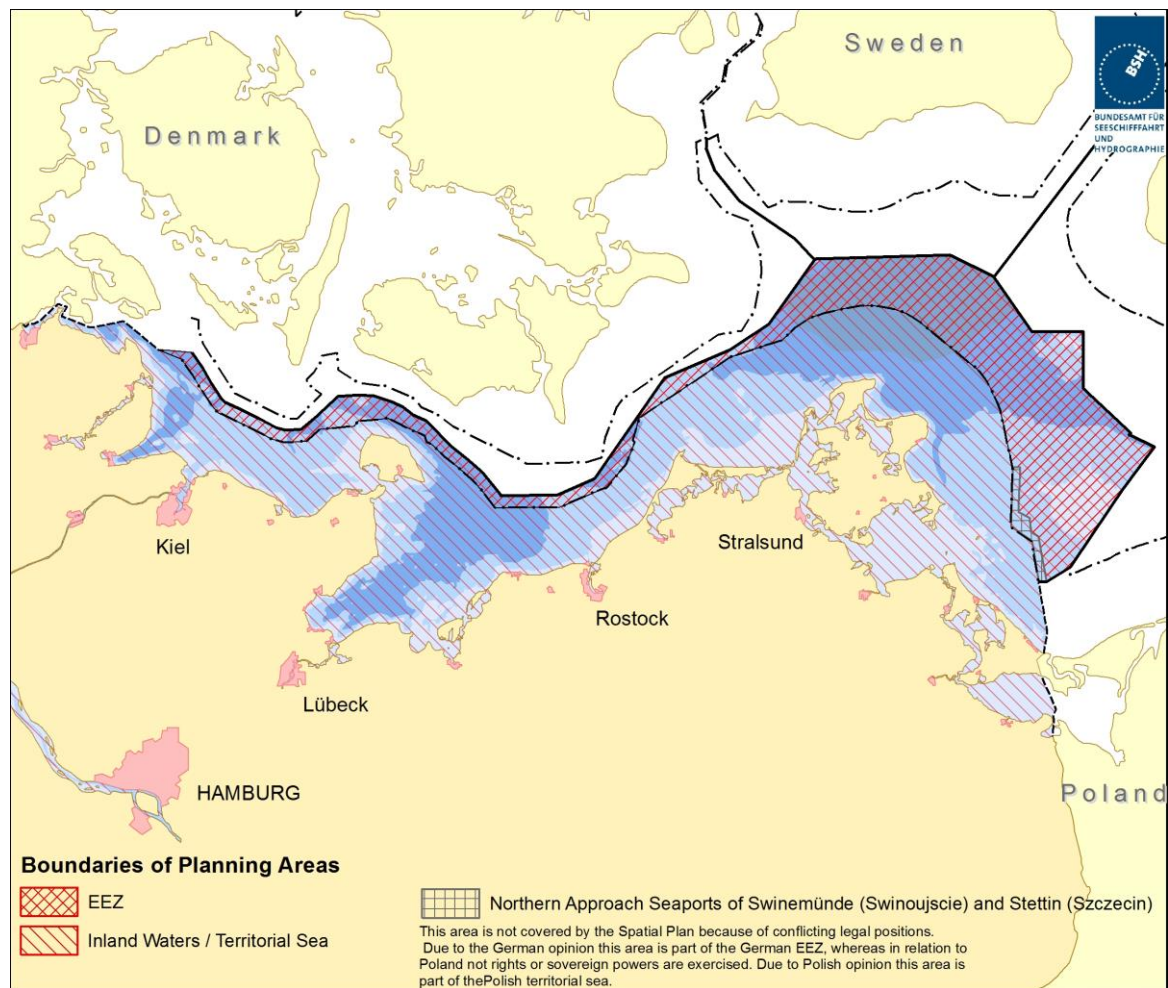 Sweden
Denmark
BSH
BUNDESAMT FÜR
SEESCHIFFFAHRT
UND
HYDROGRAPHIE
Kiel
Stralsund
Rostock
Lübeck
HAMBURG
Poland
Boundaries of Planning Areas
EEZ
Inland Waters / Territorial Sea
Northern Approach Seaports of Swinemünde (Swinoujscie) and Stettin (Szczecin)
This area is not covered by the Spatial Plan because of conflicting legal positions.
Due to the German opinion this area is part of the German EEZ, whereas in relation to
Poland not rights or sovereign powers are exercised. Due to Polish opinion this area is
part of thePolish territorial sea.